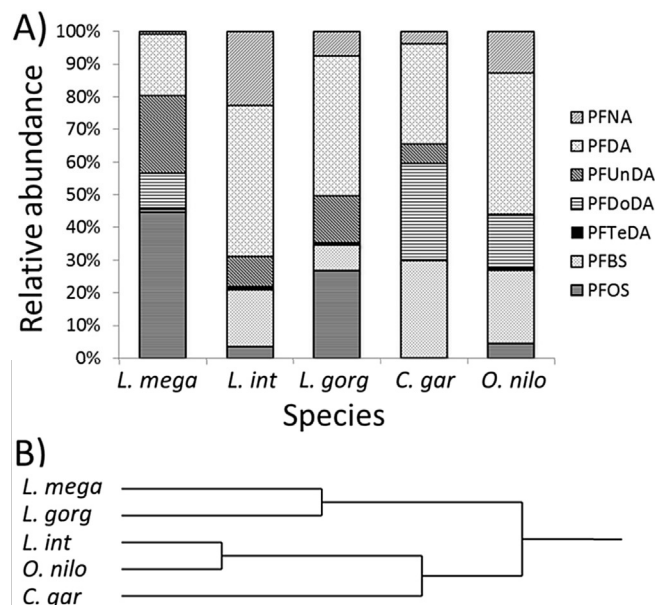 A)
Relative abundance
100%
90%
80%
70%
60%
50%
40%
30%
20%
10%
0%
L. mega L. int L. gorg C. gar O. nilo
Species
PFNA
PFDA
PFUnDA
PFDoDA
PFTeDA
PFBS
PFOS
B)
L. mega
L. gorg
L. int
O. nilo
C. gar